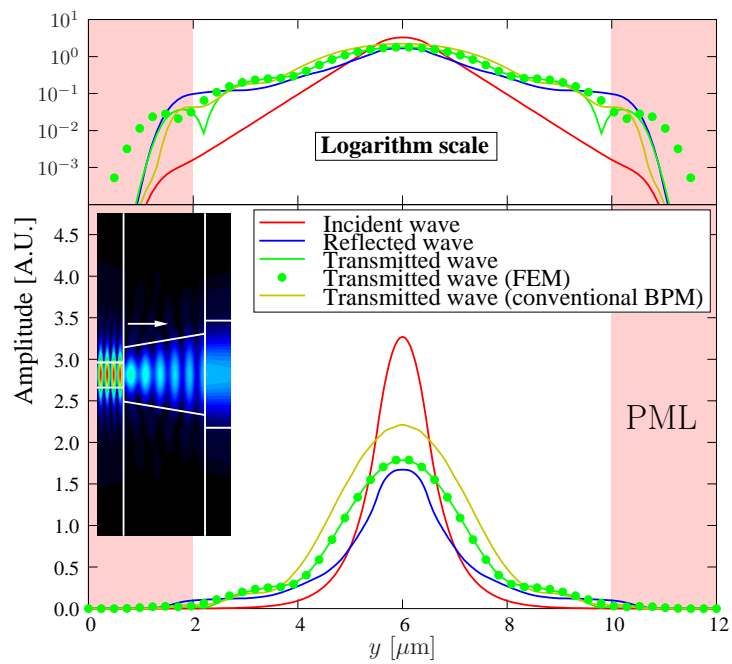 10^1
10^0
10^-1
10^-2
10^-3
Logarithm scale
Amplitude [A.U.]
4.5
4.0
3.5
3.0
2.5
2.0
1.5
1.0
0.5
0.0
Incident wave
Reflected wave
Transmitted wave
Transmitted wave (FEM)
Transmitted wave (conventional BPM)
PML
0 2 4 6 8 10 12
y [μm]